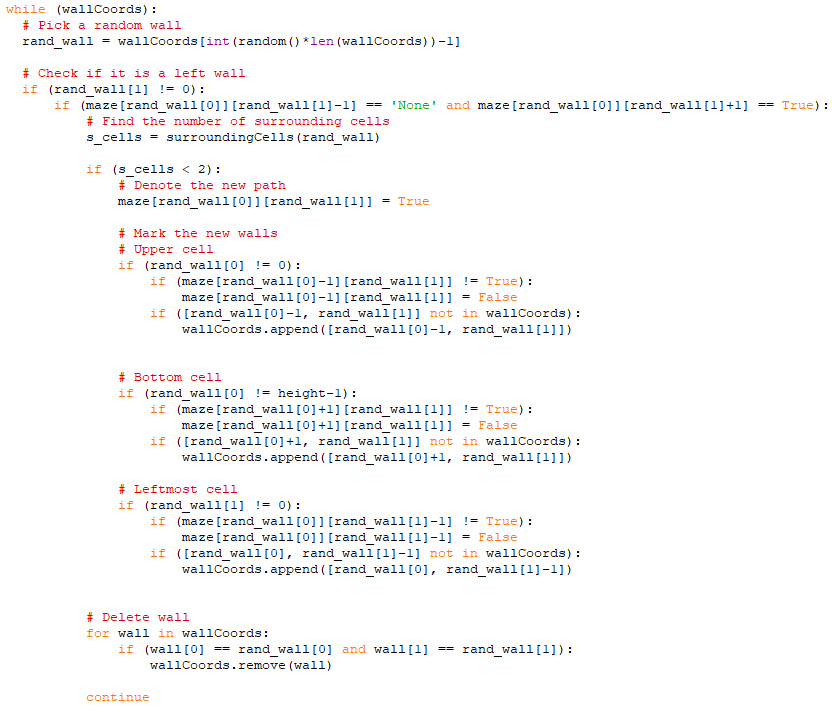 while (wallCoords):
  # Pick a random wall
  rand_wall = wallCoords[int(random()*len(wallCoords))-1]
  # Check if it is a left wall
  if (rand_wall[1] != 0):
      if (maze[rand_wall[0]][rand_wall[1]-1] == 'None' and maze[rand_wall[0]][rand_wall[1]+1] == True):
          # Find the number of surrounding cells
          s_cells = surroundingCells(rand_wall)
          if (s_cells < 2):
              # Denote the new path
              maze[rand_wall[0]][rand_wall[1]] = True
              # Mark the new walls
              # Upper cell
              if (rand_wall[0] != 0):
                  if (maze[rand_wall[0]-1][rand_wall[1]] != True):
                      maze[rand_wall[0]-1][rand_wall[1]] = False
                  if ([rand_wall[0]-1, rand_wall[1]] not in wallCoords):
                      wallCoords.append([rand_wall[0]-1, rand_wall[1]])
              # Bottom cell
              if (rand_wall[0] != height-1):
                  if (maze[rand_wall[0]+1][rand_wall[1]] != True):
                      maze[rand_wall[0]+1][rand_wall[1]] = False
                  if ([rand_wall[0]+1, rand_wall[1]] not in wallCoords):
                      wallCoords.append([rand_wall[0]+1, rand_wall[1]])
              # Leftmost cell
              if (rand_wall[1] != 0):
                  if (maze[rand_wall[0]][rand_wall[1]-1] != True):
                      maze[rand_wall[0]][rand_wall[1]-1] = False
                  if ([rand_wall[0], rand_wall[1]-1] not in wallCoords):
                      wallCoords.append([rand_wall[0], rand_wall[1]-1])
          # Delete wall
          for wall in wallCoords:
              if (wall[0] == rand_wall[0] and wall[1] == rand_wall[1]):
                  wallCoords.remove(wall)
          continue